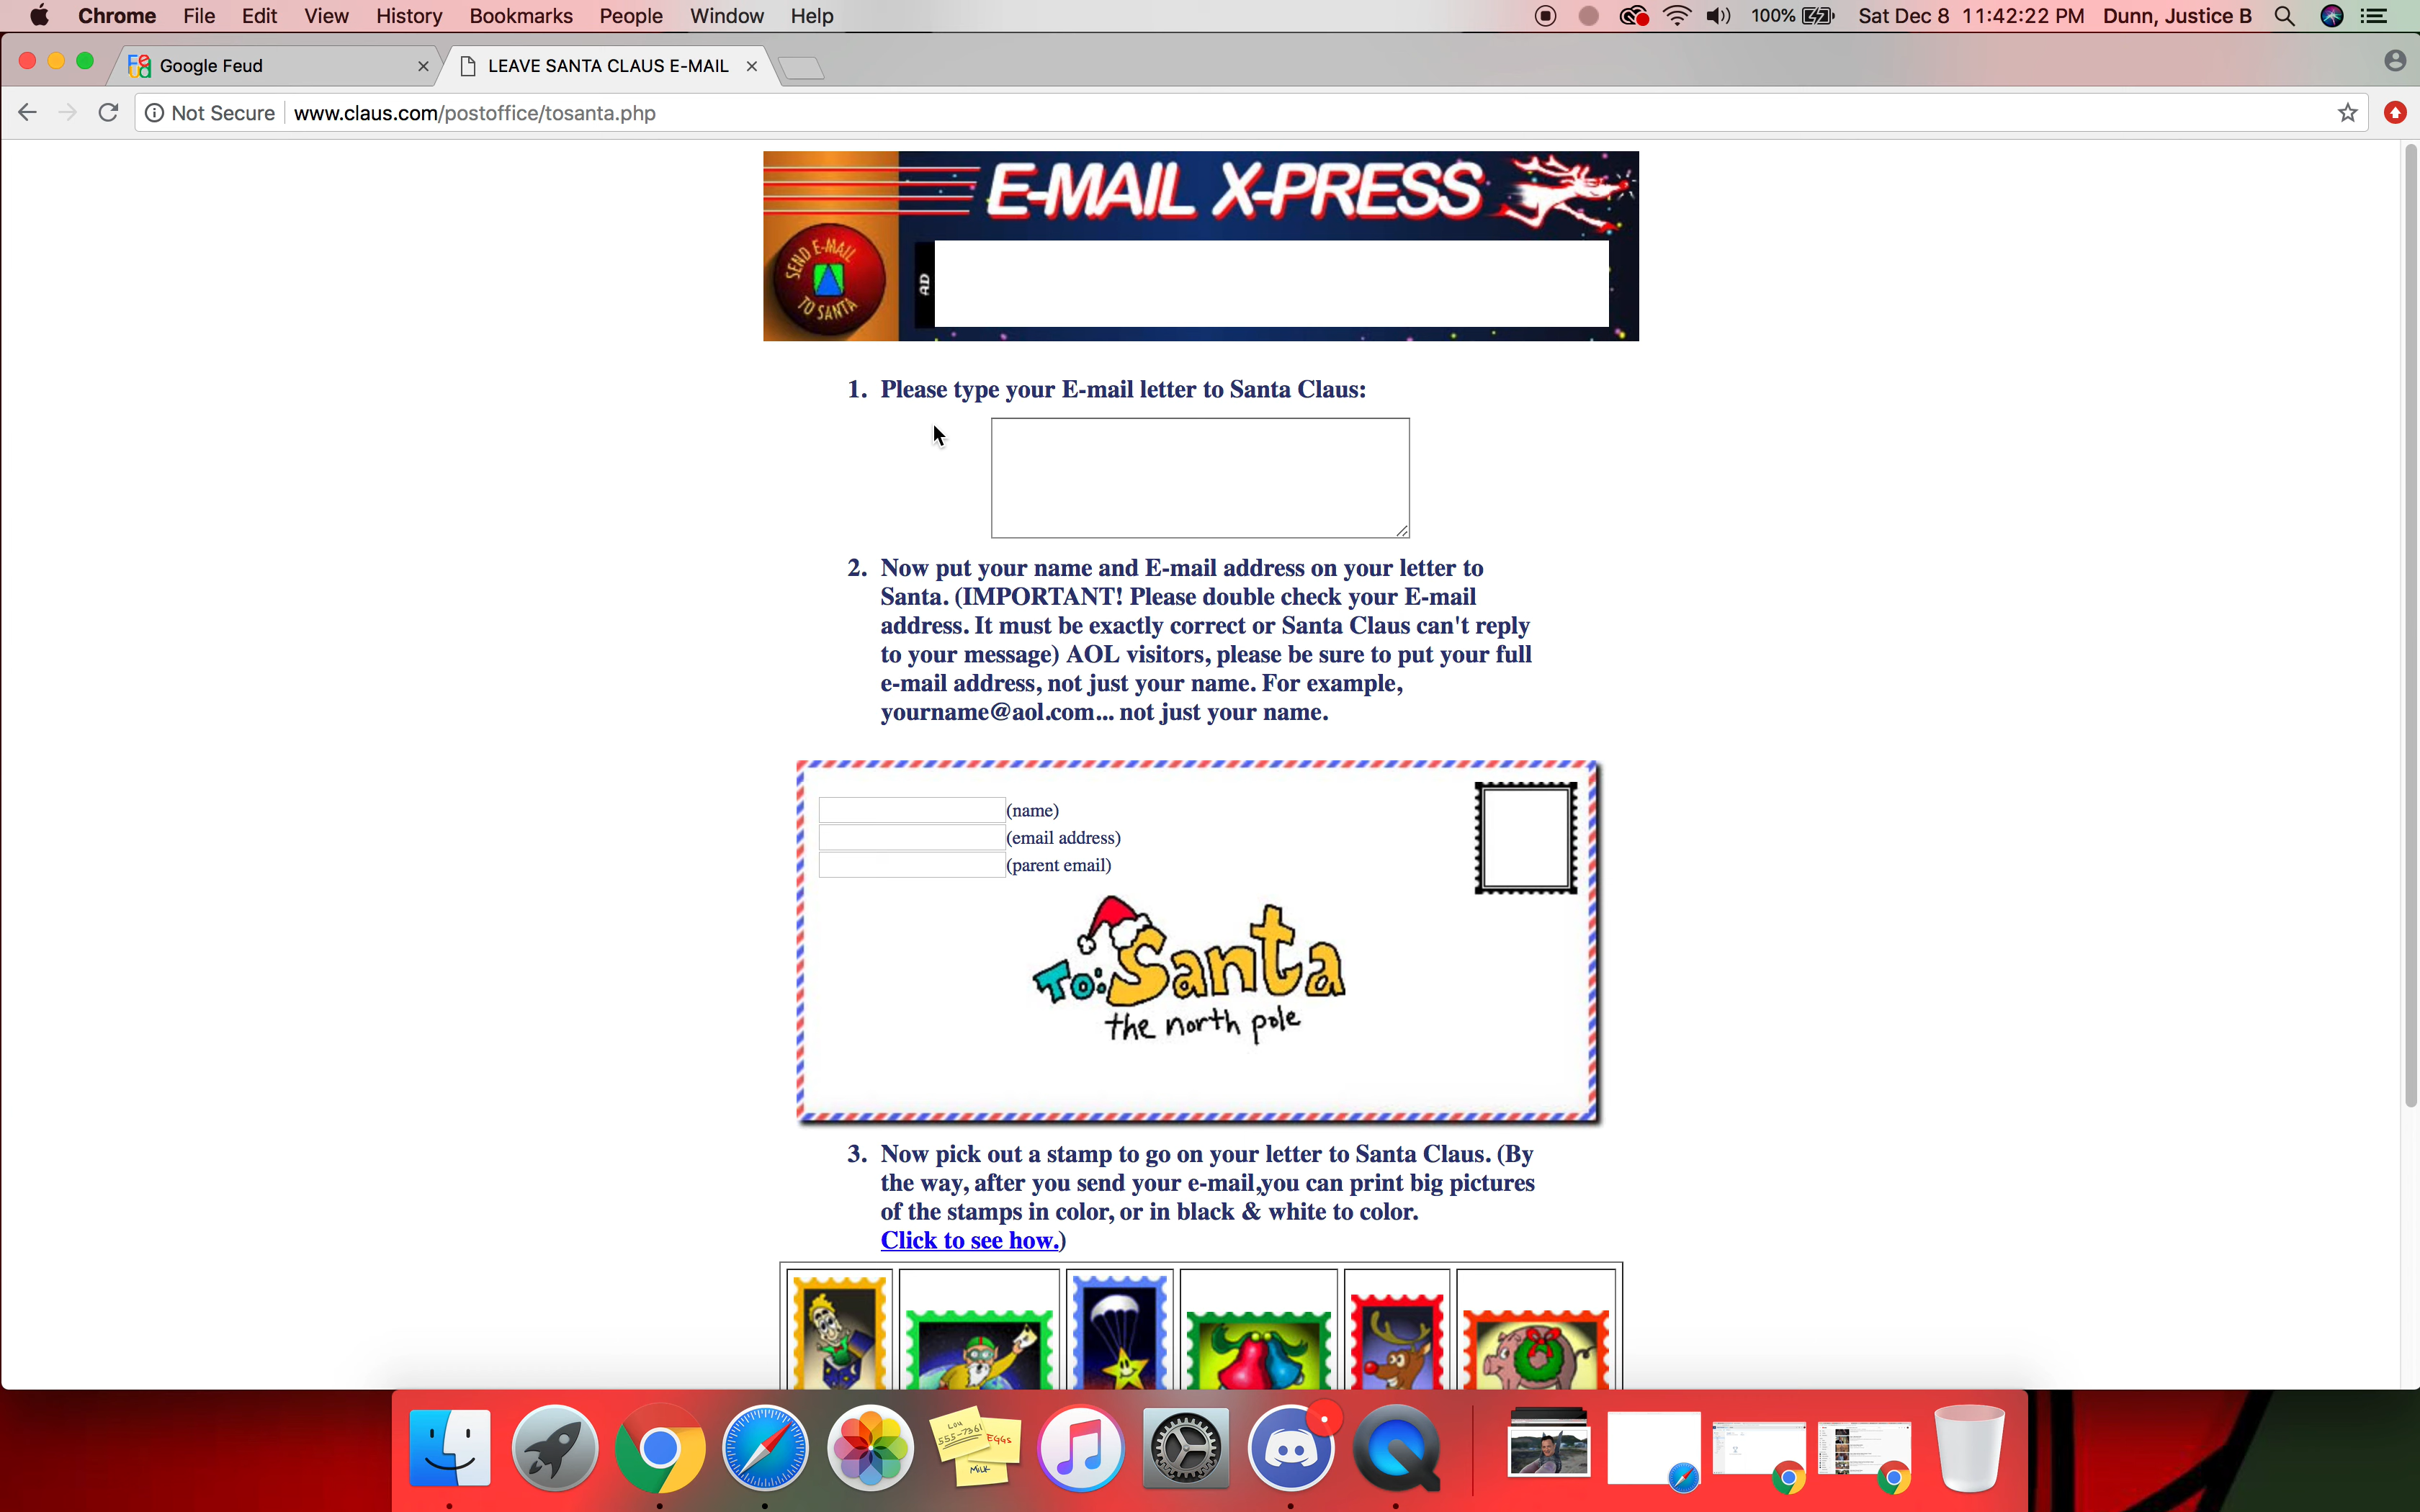 Chrome File Edit View History Bookmarks People Window Help 100% Sat Dec 8 11:42:22 PM Dunn, Justice B
Google Feud LEAVE SANTA CLAUS E-MAIL
Not Secure www.claus.com/postoffice/tosanta.php
E-MAIL X-PRESS
SEND E-MAIL
TO SANTA
AD
1. Please type your E-mail letter to Santa Claus:
2. Now put your name and E-mail address on your letter to
Santa. (IMPORTANT! Please double check your E-mail
address. It must be exactly correct or Santa Claus can't reply
to your message) AOL visitors, please be sure to put your full
e-mail address, not just your name. For example,
yourname@aol.com... not just your name.
(name)
(email address)
(parent email)
To: Santa
the north pole
3. Now pick out a stamp to go on your letter to Santa Claus. (By
the way, after you send your e-mail,you can print big pictures
of the stamps in color, or in black & white to color.
Click to see how.)
LOU
555-7361
EGGS
MILK